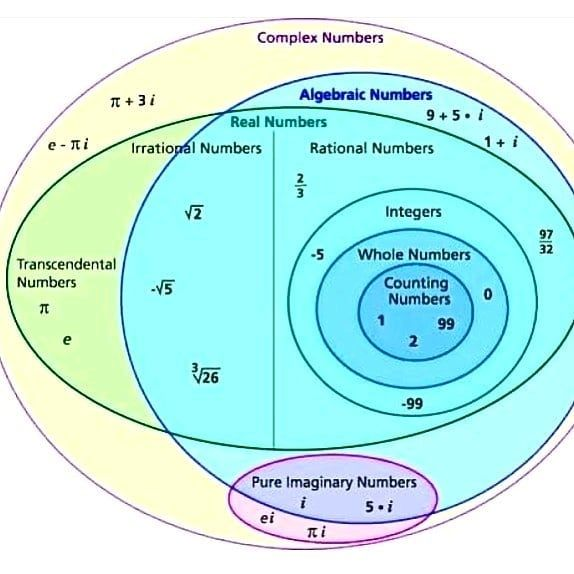 Complex Numbers
π + 3 i
Algebraic Numbers
9 + 5 • i
Real Numbers
e - π i
Irrational Numbers
Rational Numbers
1 + i
2/3
√2
Integers
97/32
-5
Whole Numbers
Transcendental
Numbers
Counting
Numbers
-√5
0
π
1
99
2
e
∛26
-99
Pure Imaginary Numbers
i
5 • i
ei
π i